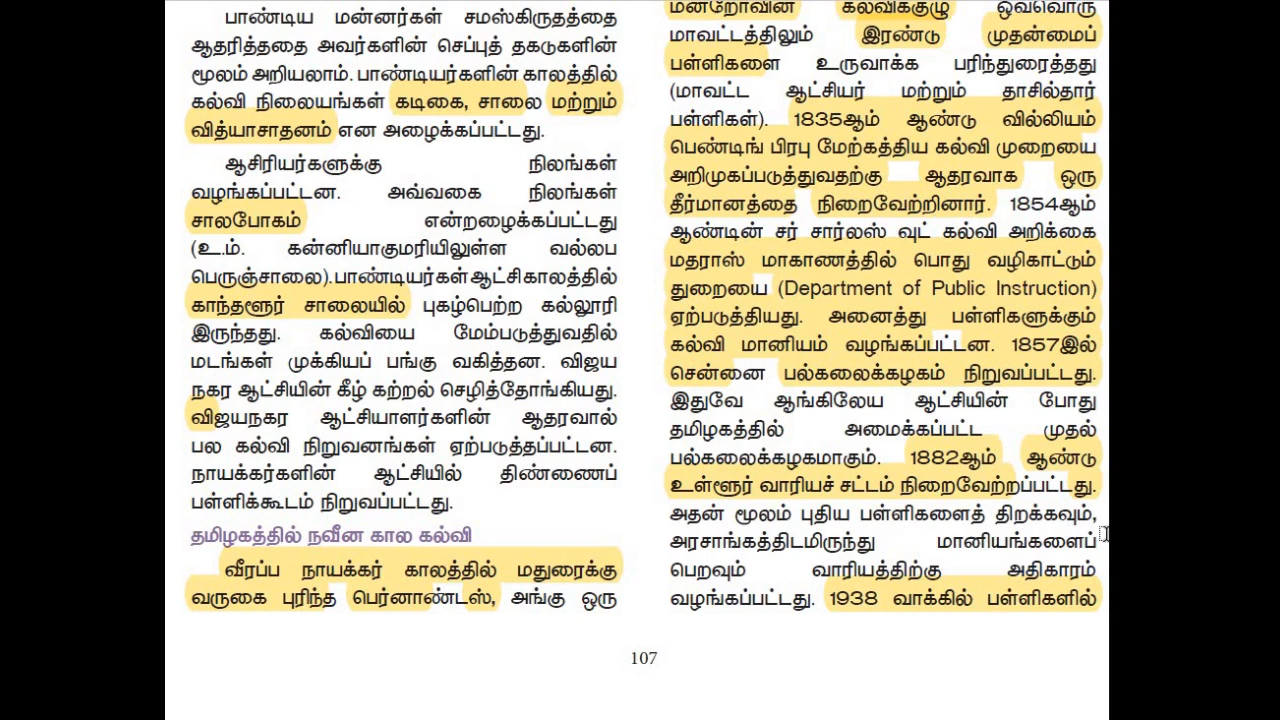 பாண்டிய மன்னர்கள் சமஸ்கிருதத்தை
ஆதரித்ததை அவர்களின் செப்புத் தகடுகளின்
மூலம் அறியலாம். பாண்டியர்களின் காலத்தில்
கல்வி நிலையங்கள் கடிகை, சாலை மற்றும்
வித்யாசாதனம் என அழைக்கப்பட்டது.
ஆசிரியர்களுக்கு நிலங்கள்
வழங்கப்பட்டன. அவ்வகை நிலங்கள்
சாலபோகம் என்றழைக்கப்பட்டது
(உ.ம். கன்னியாகுமரியிலுள்ள வல்லப
பெருஞ்சாலை). பாண்டியர்கள் ஆட்சி காலத்தில்
காந்தளூர் சாலையில் புகழ்பெற்ற கல்லூரி
இருந்தது. கல்வியை மேம்படுத்துவதில்
மடங்கள் முக்கியப் பங்கு வகித்தன. விஜய
நகர ஆட்சியின் கீழ் கற்றல் செழித்தோங்கியது.
விஜயநகர ஆட்சியாளர்களின் ஆதரவால்
பல கல்வி நிறுவனங்கள் ஏற்படுத்தப்பட்டன.
நாயக்கர்களின் ஆட்சியில் திண்ணைப்
பள்ளிக்கூடம் நிறுவப்பட்டது.
தமிழகத்தில் நவீன கால கல்வி
வீரப்ப நாயக்கர் காலத்தில் மதுரைக்கு
வருகை புரிந்த பெர்னாண்டஸ், அங்கு ஒரு
மன்றோவின் கல்விக்குழு ஒவ்வொரு
மாவட்டத்திலும் இரண்டு முதன்மைப்
பள்ளிகளை உருவாக்க பரிந்துரைத்தது
(மாவட்ட ஆட்சியர் மற்றும் தாசில்தார்
பள்ளிகள்). 1835ஆம் ஆண்டு வில்லியம்
பெண்டிங் பிரபு மேற்கத்திய கல்வி முறையை
அறிமுகப்படுத்துவதற்கு ஆதரவாக ஒரு
தீர்மானத்தை நிறைவேற்றினார். 1854ஆம்
ஆண்டின் சர் சார்லஸ் வுட் கல்வி அறிக்கை
மதராஸ் மாகாணத்தில் பொது வழிகாட்டும்
துறையை (Department of Public Instruction)
ஏற்படுத்தியது. அனைத்து பள்ளிகளுக்கும்
கல்வி மானியம் வழங்கப்பட்டன. 1857இல்
சென்னை பல்கலைக்கழகம் நிறுவப்பட்டது.
இதுவே ஆங்கிலேய ஆட்சியின் போது
தமிழகத்தில் அமைக்கப்பட்ட முதல்
பல்கலைக்கழகமாகும். 1882ஆம் ஆண்டு
உள்ளூர் வாரியச் சட்டம் நிறைவேற்றப்பட்டது.
அதன் மூலம் புதிய பள்ளிகளைத் திறக்கவும்,
அரசாங்கத்திடமிருந்து மானியங்களைப்
பெறவும் வாரியத்திற்கு அதிகாரம்
வழங்கப்பட்டது. 1938 வாக்கில் பள்ளிகளில்
107